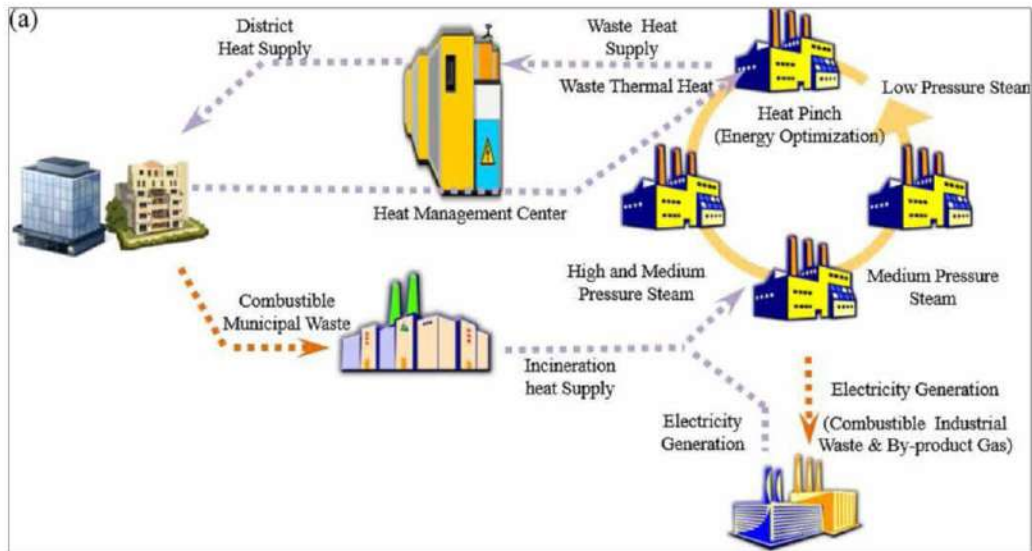 (a)
District
Heat Supply
Waste Heat
Supply
Waste Thermal Heat
Low Pressure Steam
Heat Pinch
(Energy Optimization)
Heat Management Center
High and Medium
Pressure Steam
Medium Pressure
Steam
Combustible
Municipal Waste
Incineration
heat Supply
Electricity Generation
(Combustible Industrial
Waste & By-product Gas)
Electricity
Generation